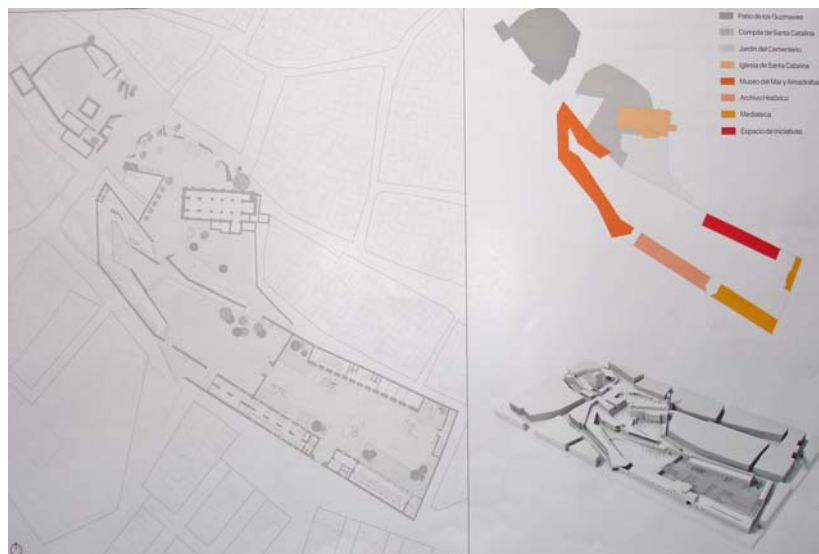 Patio de los Guzmanes
Compás de Santa Catalina
Jardín del Cementerio
Iglesia de Santa Catalina
Museo del Mar y Almadraba
Archivo Histórico
Mediateca
Espacio de Iniciativas